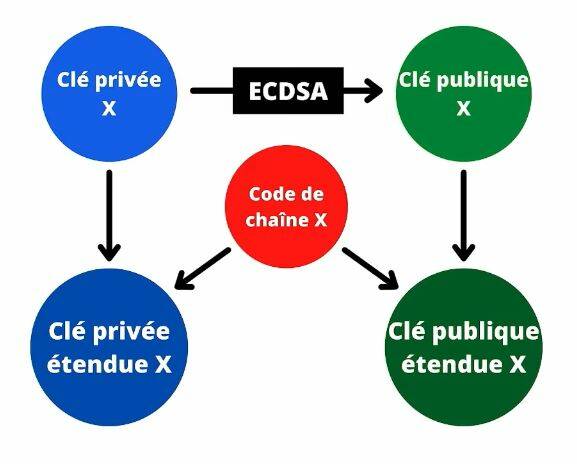 Clé privée
X
ECDSA
Clé publique
X
Code de
chaîne X
Clé privée
étendue X
Clé publique
étendue X